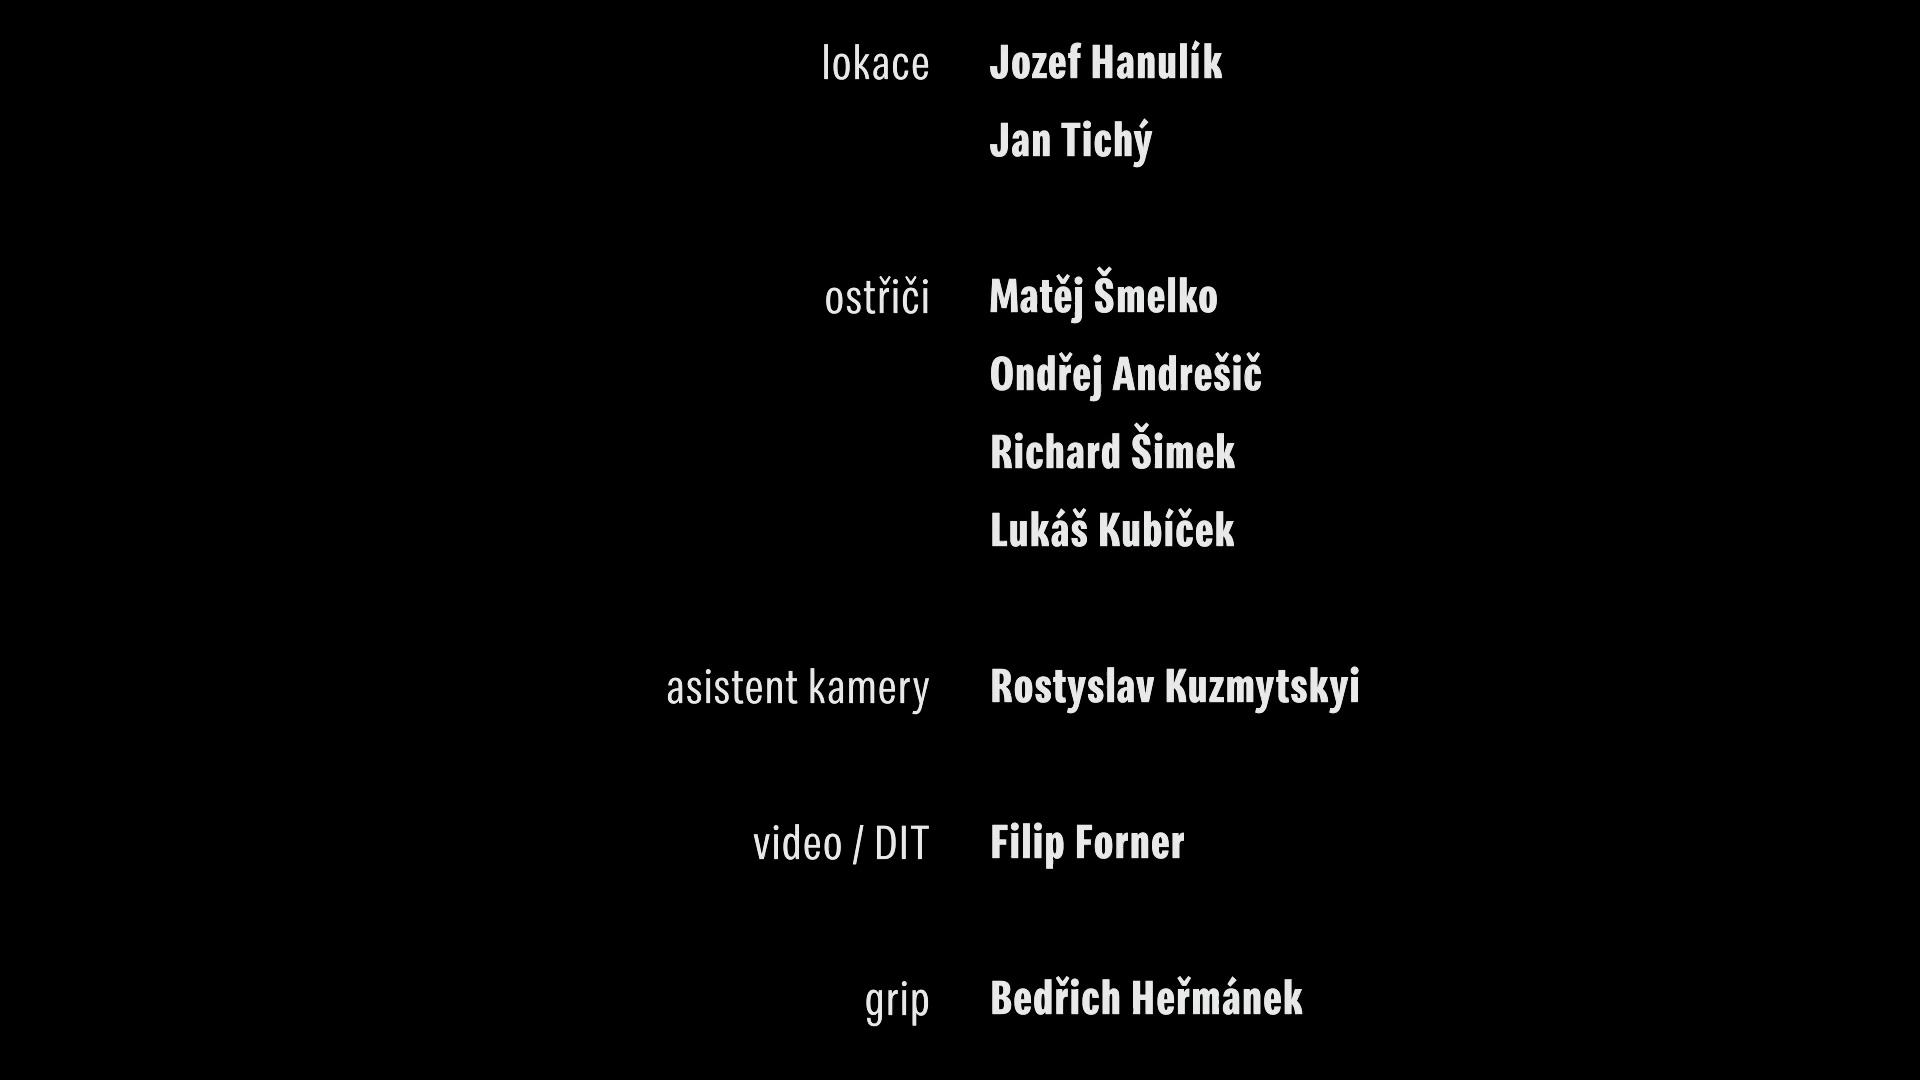 lokace Jozef Hanulík
Jan Tichý
ostřiči Matěj Šmelko
Ondřej Andrešič
Richard Šimek
Lukáš Kubíček
asistent kamery Rostyslav Kuzmytskyi
video / DIT Filip Forner
grip Bedřich Heřmánek